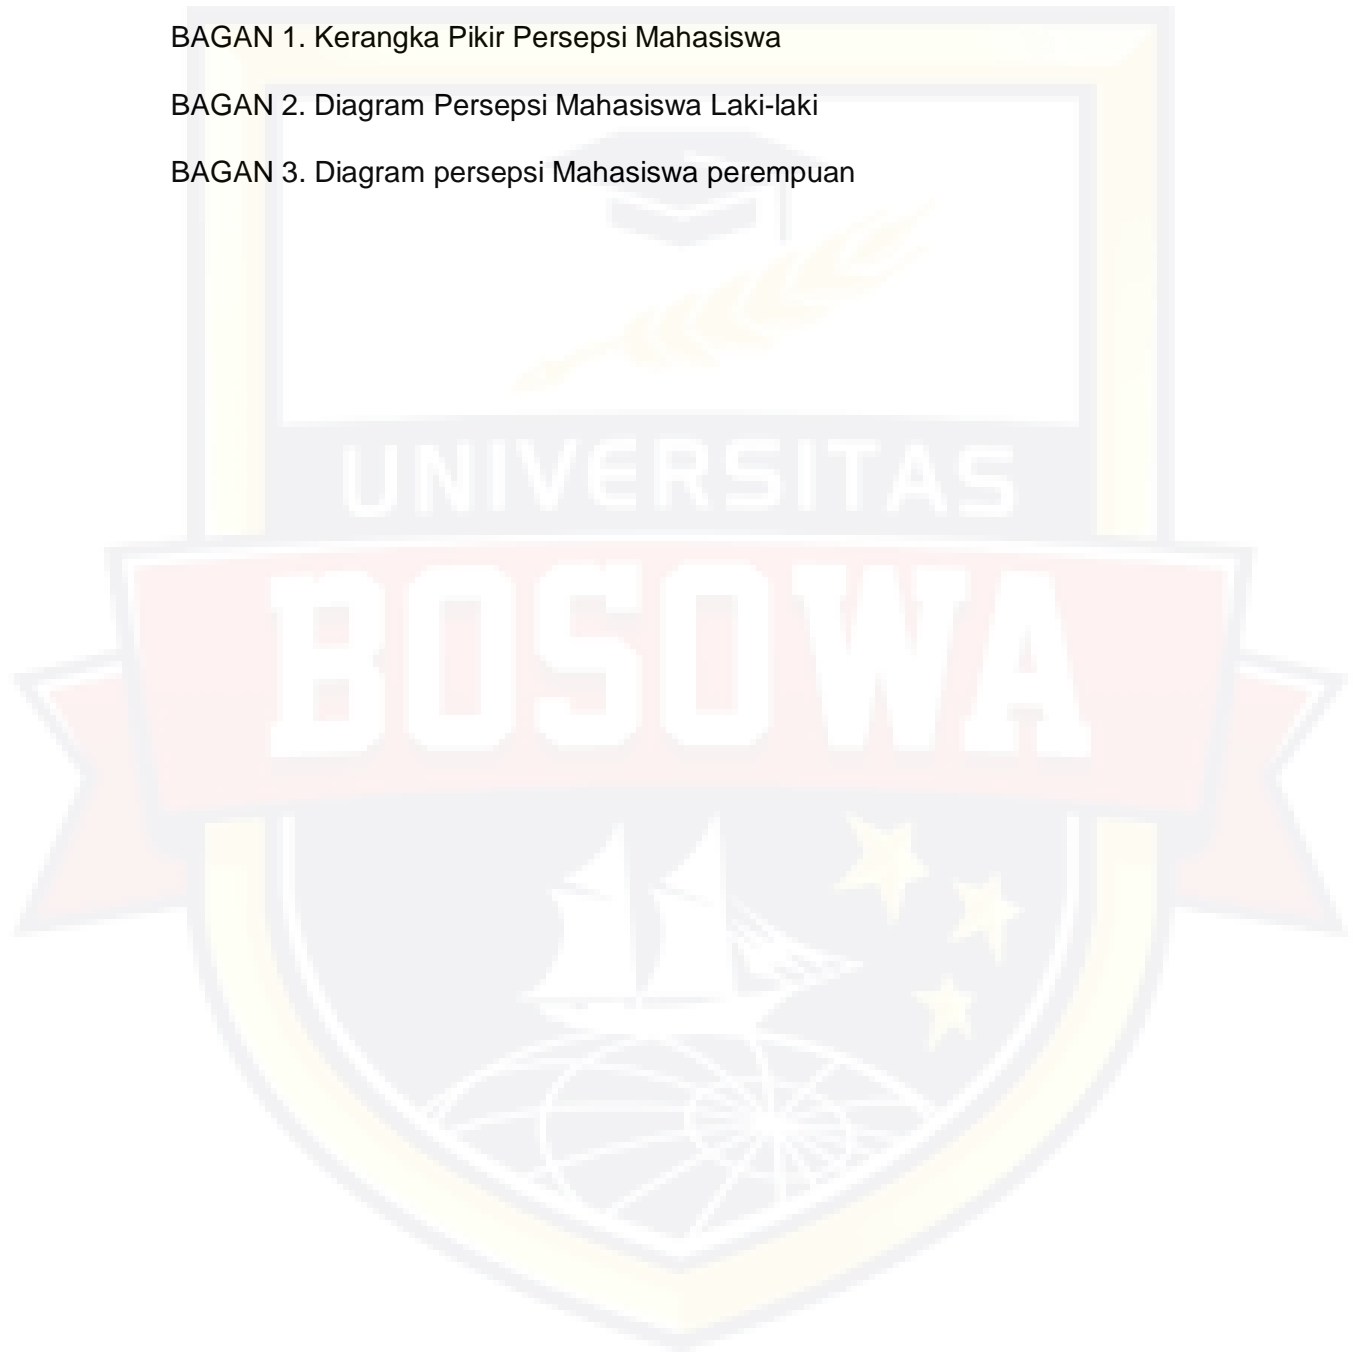 BAGAN 1. Kerangka Pikir Persepsi Mahasiswa
BAGAN 2. Diagram Persepsi Mahasiswa Laki-laki
BAGAN 3. Diagram persepsi Mahasiswa perempuan
UNIVERSITAS
BOSOWA